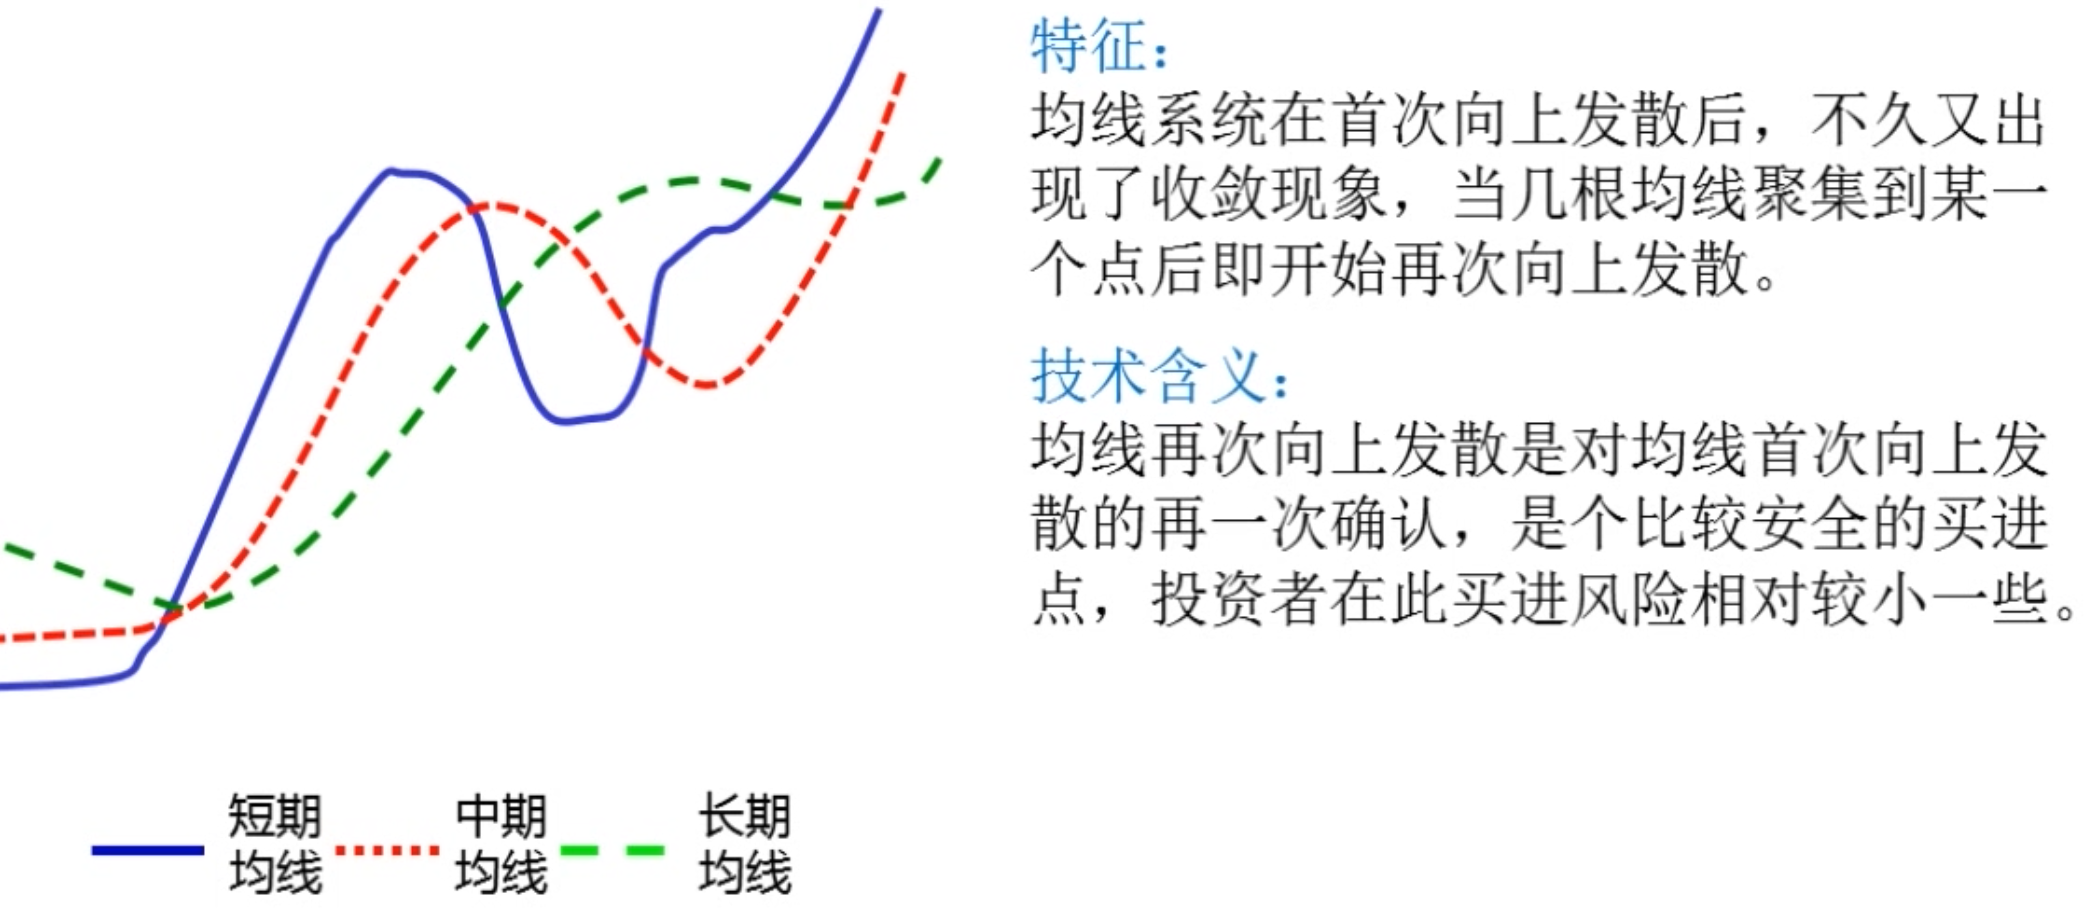 特征：
均线系统在首次向上发散后，不久又出
现了收敛现象，当几根均线聚集到某一
个点后即开始再次向上发散。
技术含义：
均线再次向上发散是对均线首次向上发
散的再一次确认，是个比较安全的买进
点，投资者在此买进风险相对较小一些。
短期
均线
中期
均线
长期
均线